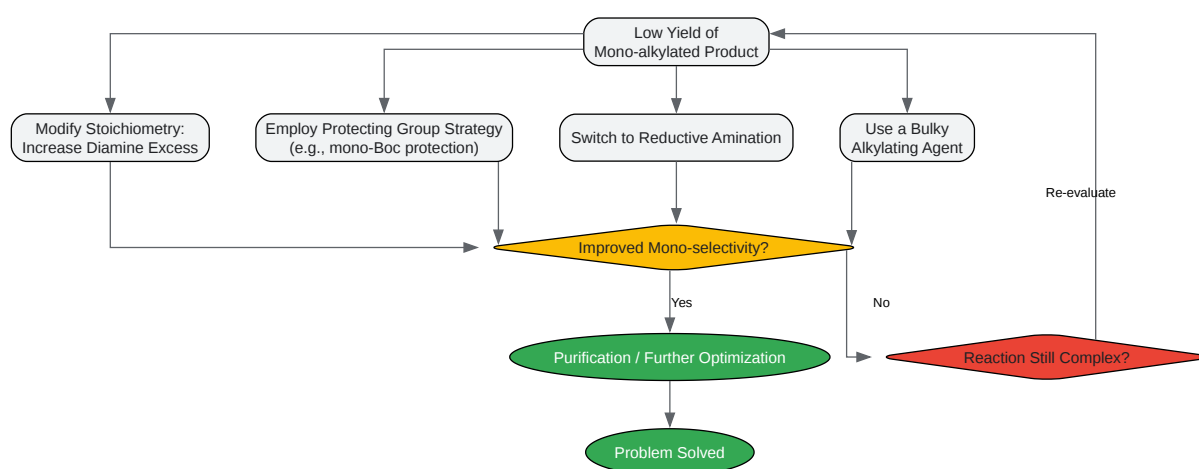 Low Yield of
Mono-alkylated Product
Modify Stoichiometry:
Increase Diamine Excess
Employ Protecting Group Strategy
(e.g., mono-Boc protection)
Switch to Reductive Amination
Use a Bulky
Alkylating Agent
Re-evaluate
Improved Mono-selectivity?
Yes
No
Purification / Further Optimization
Reaction Still Complex?
Problem Solved